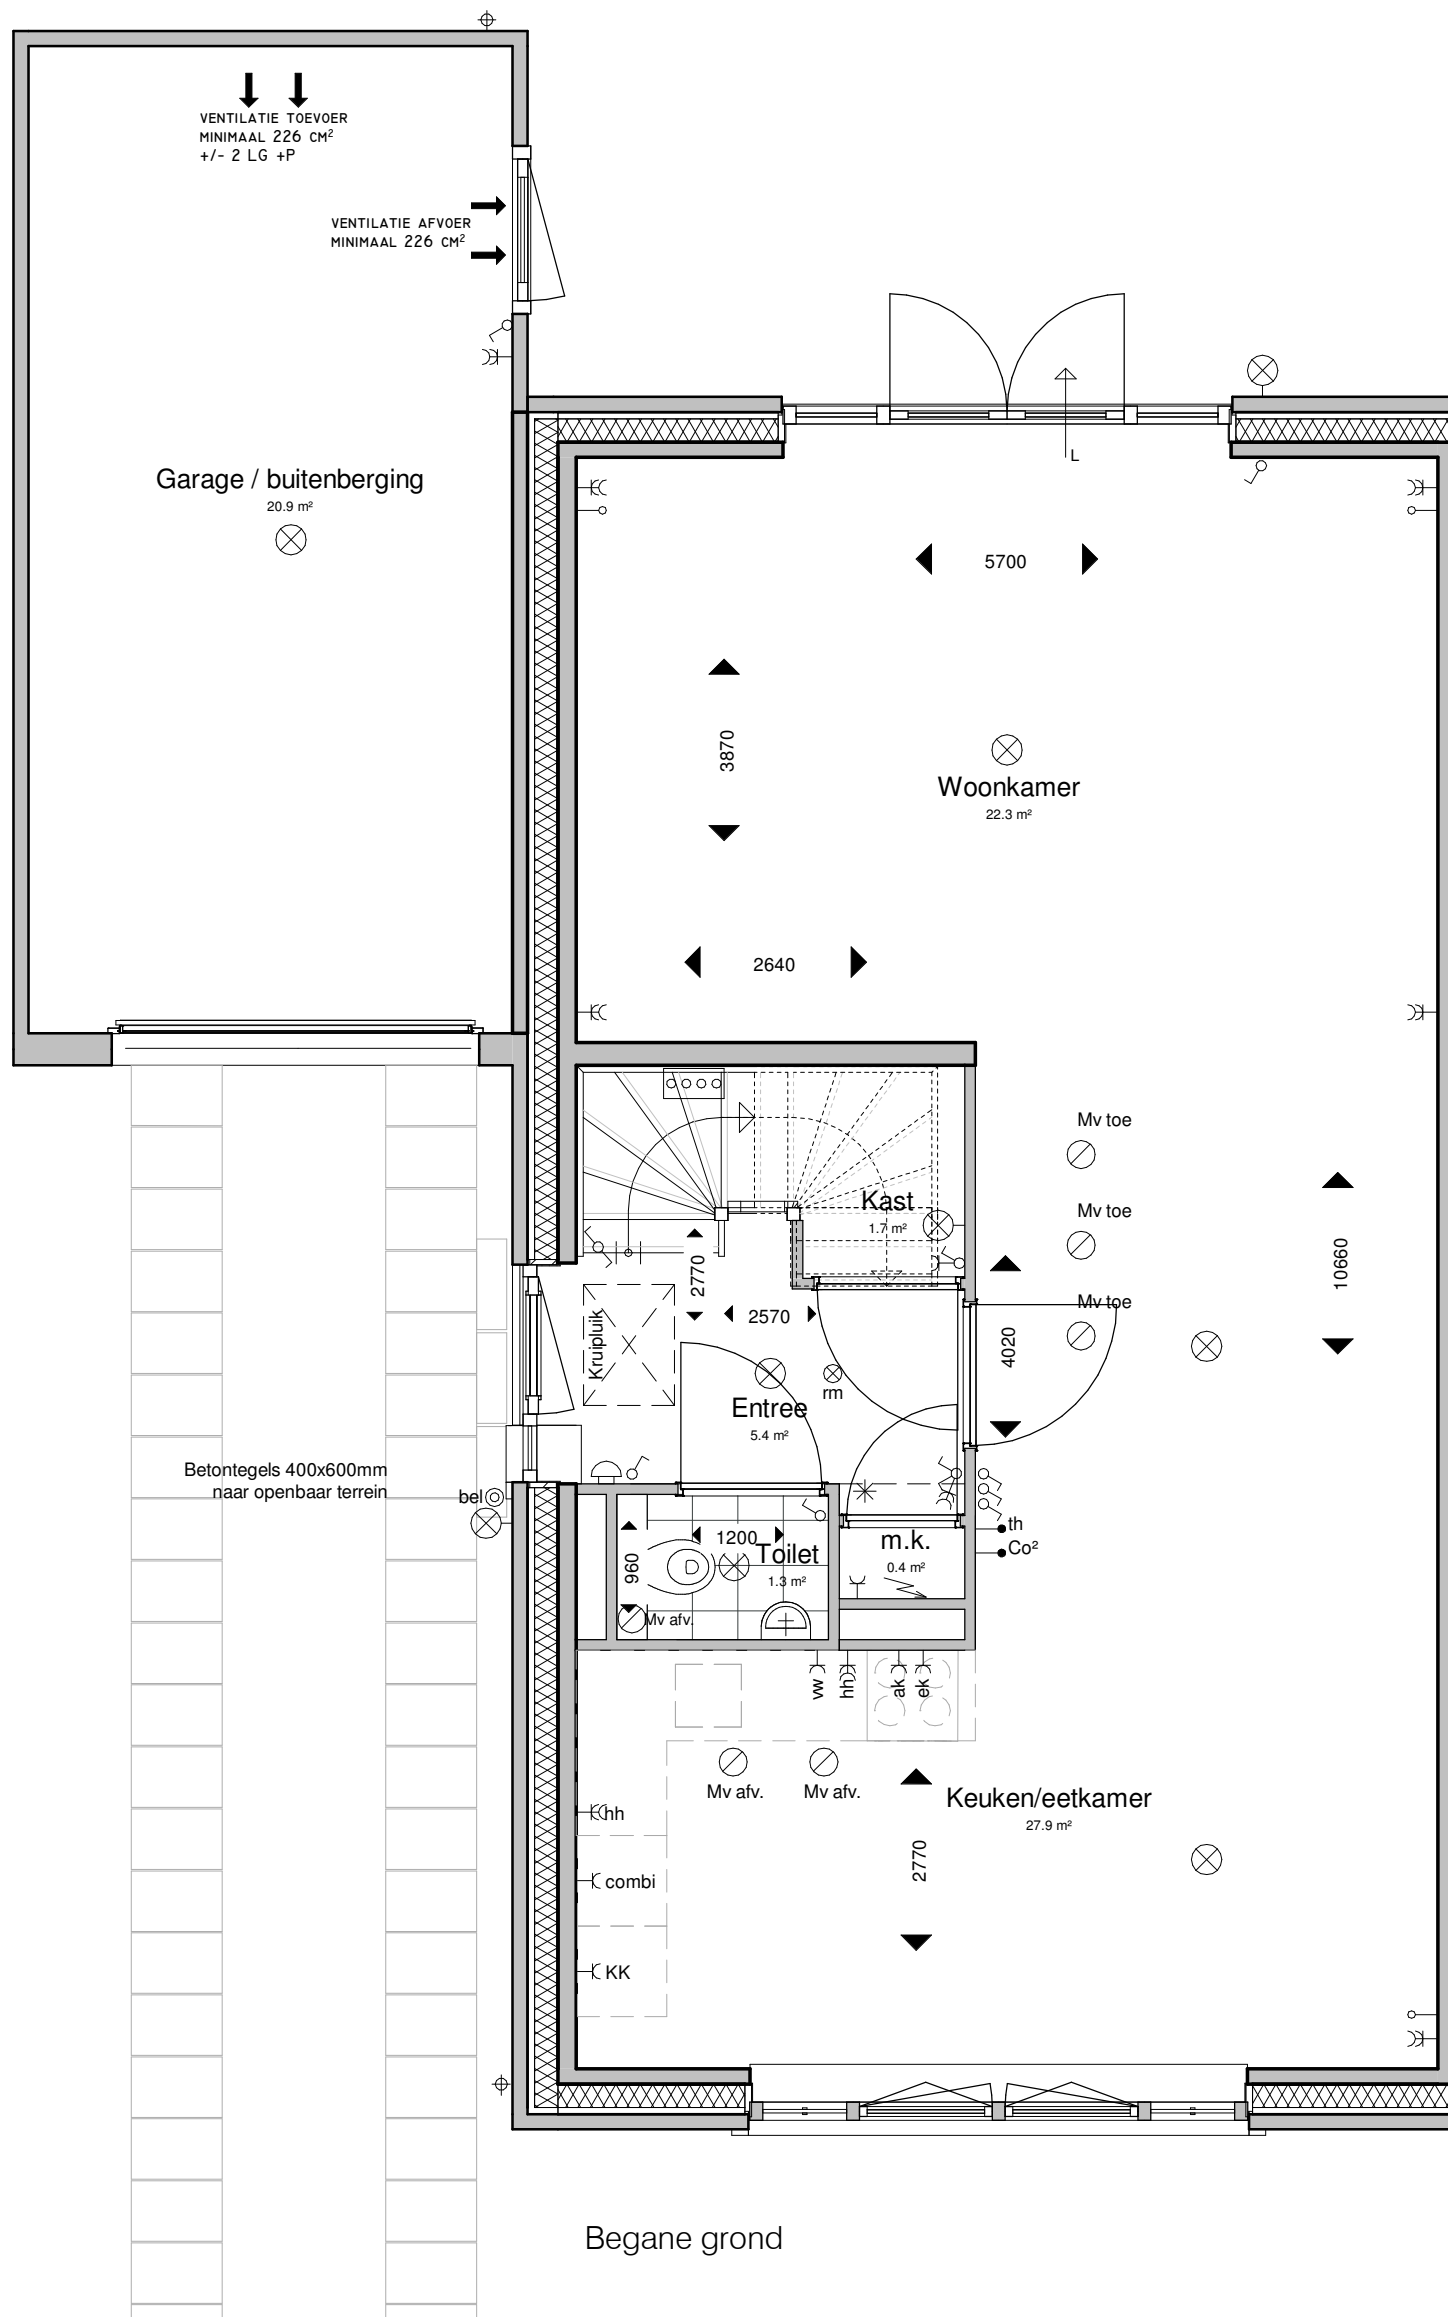 VENTILATIE TOEVOER
MINIMAAL 226 CM²
+/- 2 LG +P
VENTILATIE AFVOER
MINIMAAL 226 CM²
L
Garage / buitenberging
20.9 m²
5700
3870
Woonkamer
22.3 m²
2640
Mv toe
Kast
1.7 m²
Mv toe
2770
10660
Mv toe
2570
4020
Kruipluik
rm
Entree
5.4 m²
Betontegels 400x600mm
naar openbaar terrein
bel
th
Co²
1200
960
Toilet
1.3 m²
m.k.
0.4 m²
Mv afv.
vw
hh
ak
ek
Mv afv.
Mv afv.
Keuken/eetkamer
27.9 m²
hh
2770
combi
KK
Begane grond